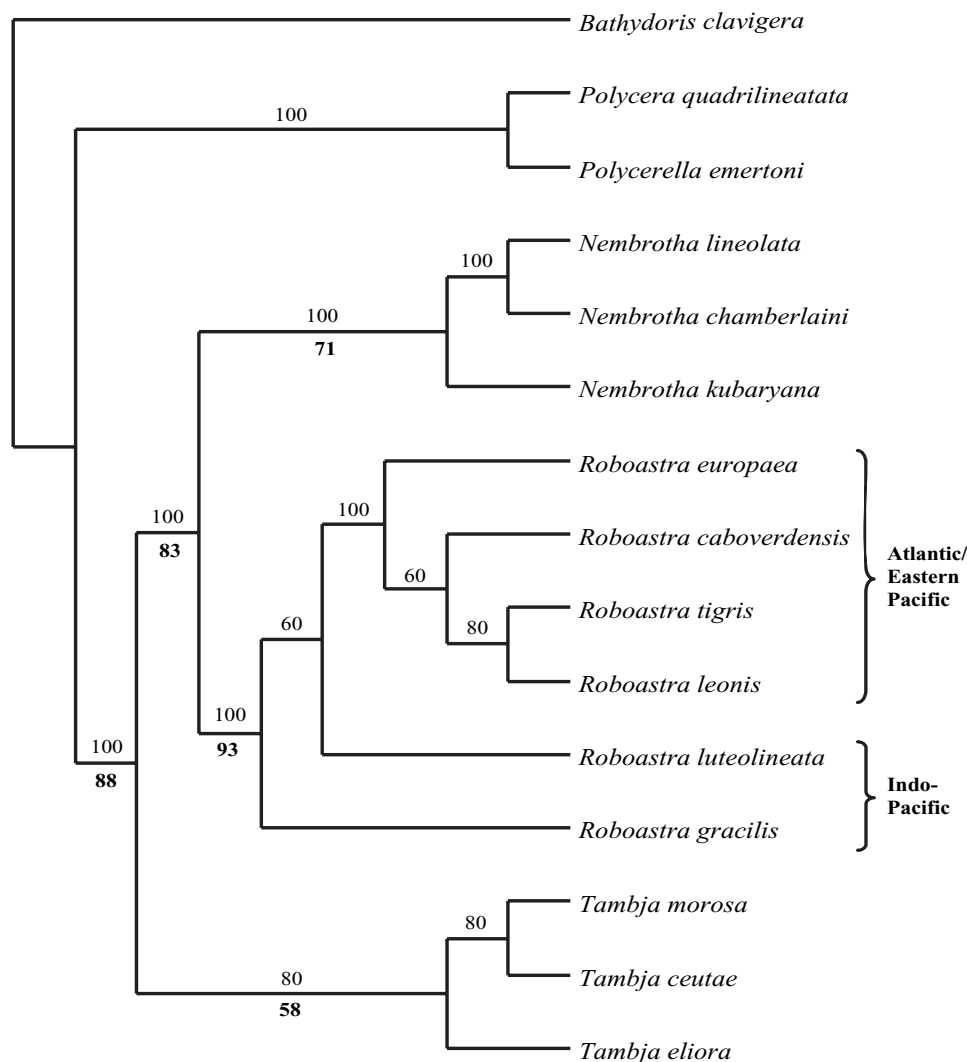 Bathydoris clavigera
Polycera quadrilineatata
100
Polycerella emertoni
Nembrotha lineolata
100
Nembrotha chamberlaini
100
71
Nembrotha kubaryana
Roboastra europaea
100
Roboastra caboverdensis
100
83
60
Atlantic/
Eastern
Pacific
Roboastra tigris
60
80
Roboastra leonis
100
93
Roboastra luteolineata
100
88
Indo-
Pacific
Roboastra gracilis
Tambja morosa
80
Tambja ceutae
80
58
Tambja eliora